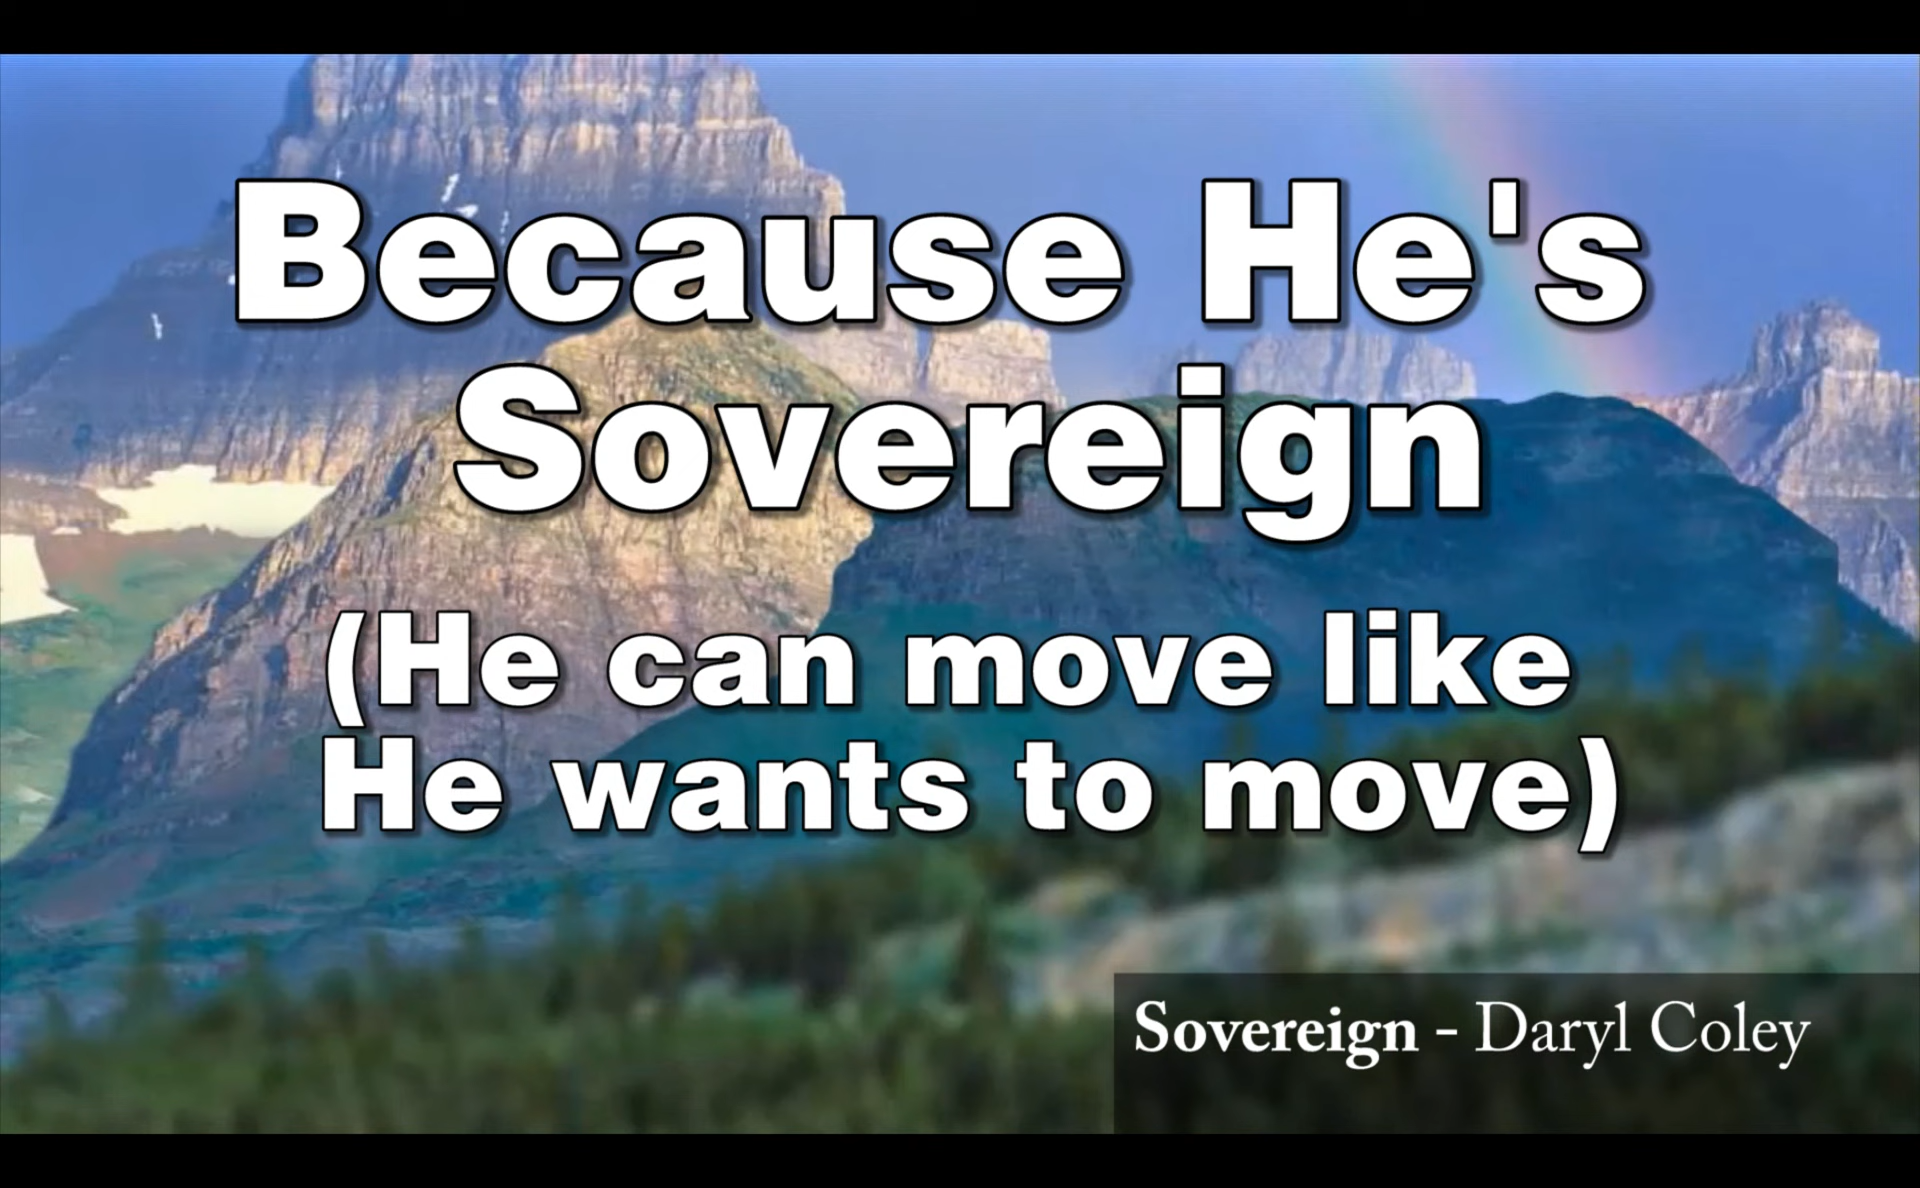 Because He's
Sovereign
(He can move like
He wants to move)
Sovereign - Daryl Coley